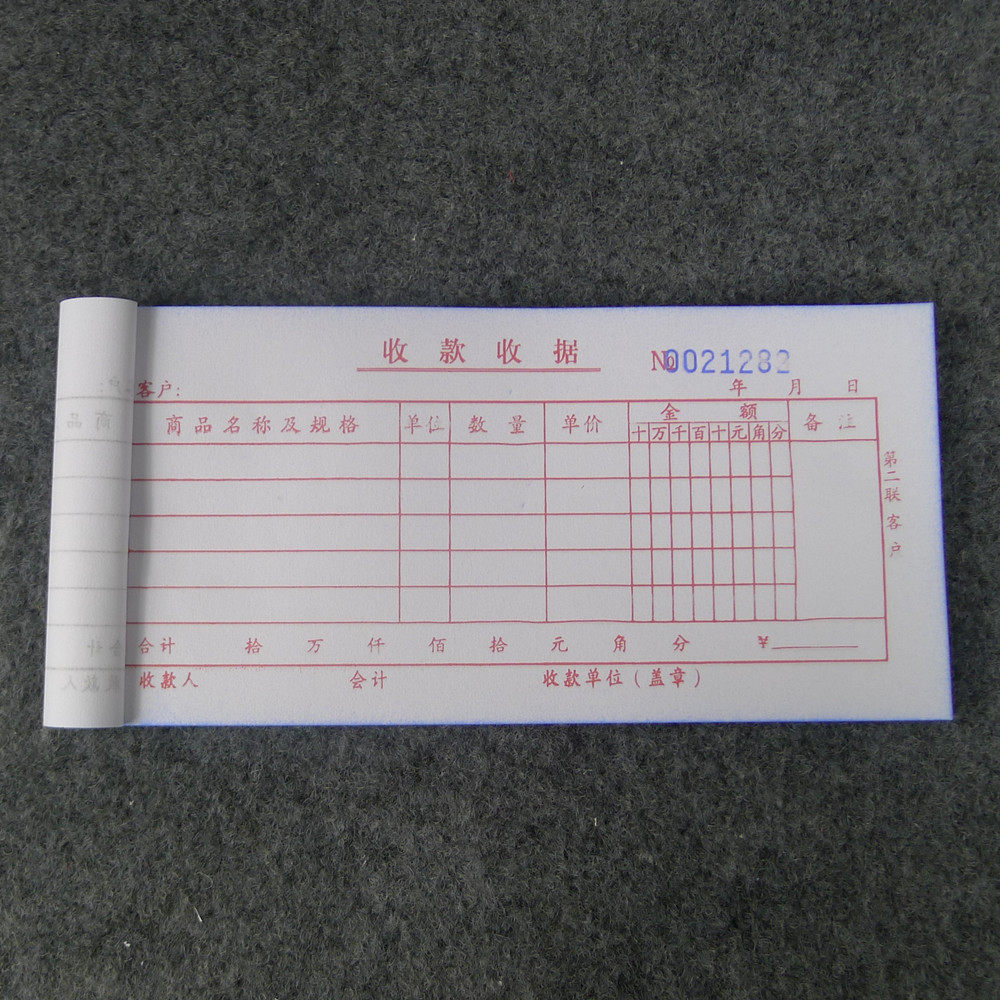 收款收据
No 0021282
客户:
年 月 日
商品名称及规格 单位 数量 单价 金额 备注
十万千百十元角分
第二联客户
合计 拾 万 仟 佰 拾 元 角 分 ¥
收款人 会计 收款单位(盖章)